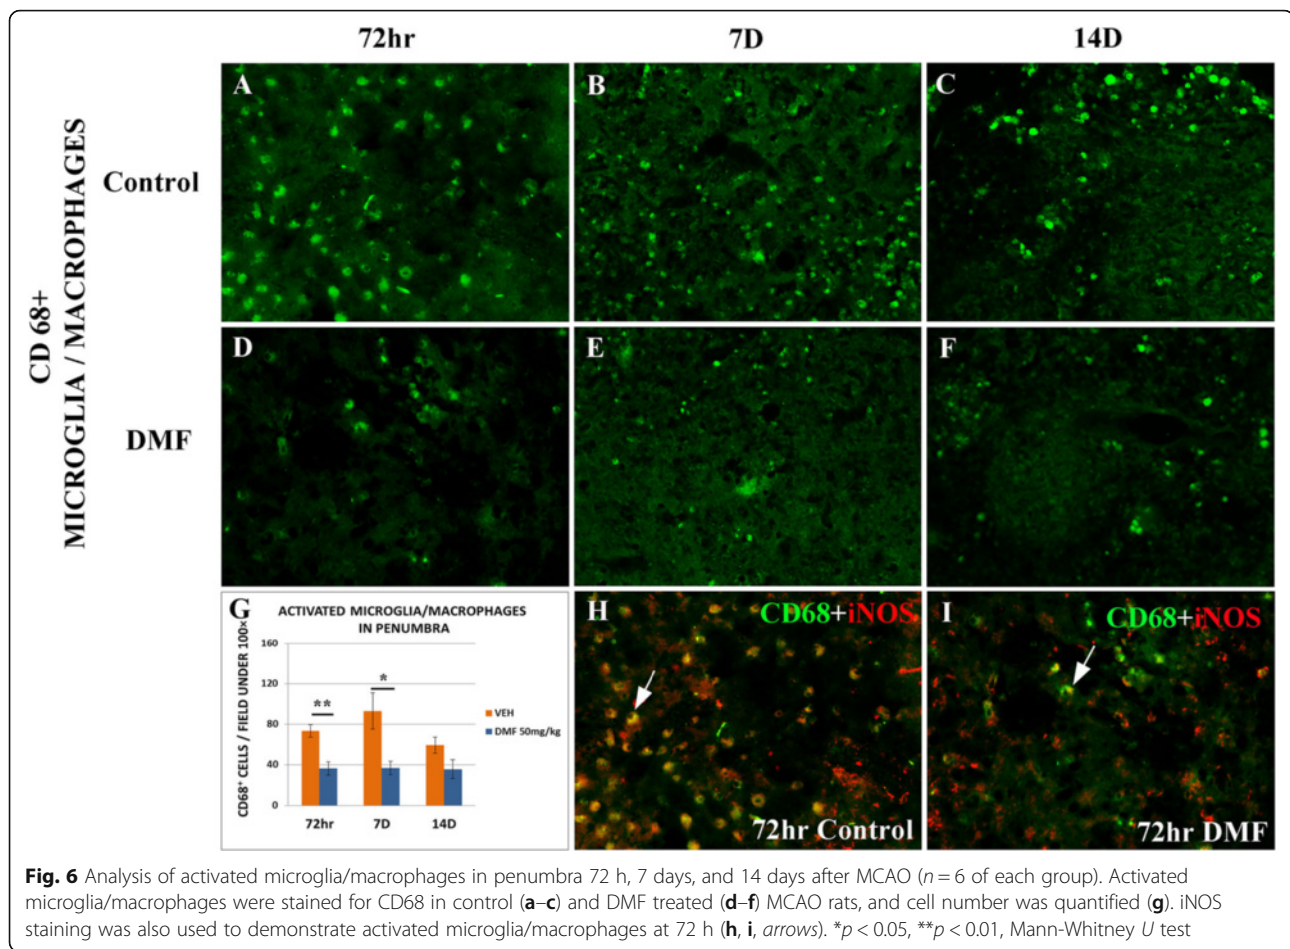 72hr 7D 14D
CD 68+
MICROGLIA / MACROPHAGES
Control
A B C
DMF
D E F
G
ACTIVATED MICROGLIA/MACROPHAGES
IN PENUMBRA
CD68⁺ CELLS / FIELD UNDER 100×
160
120
80
40
0
** *
VEH
DMF 50mg/kg
72hr 7D 14D
H CD68+iNOS
72hr Control
I CD68+iNOS
72hr DMF
Fig. 6 Analysis of activated microglia/macrophages in penumbra 72 h, 7 days, and 14 days after MCAO (n = 6 of each group). Activated
microglia/macrophages were stained for CD68 in control (a–c) and DMF treated (d–f) MCAO rats, and cell number was quantified (g). iNOS
staining was also used to demonstrate activated microglia/macrophages at 72 h (h, i, arrows). *p < 0.05, **p < 0.01, Mann-Whitney U test